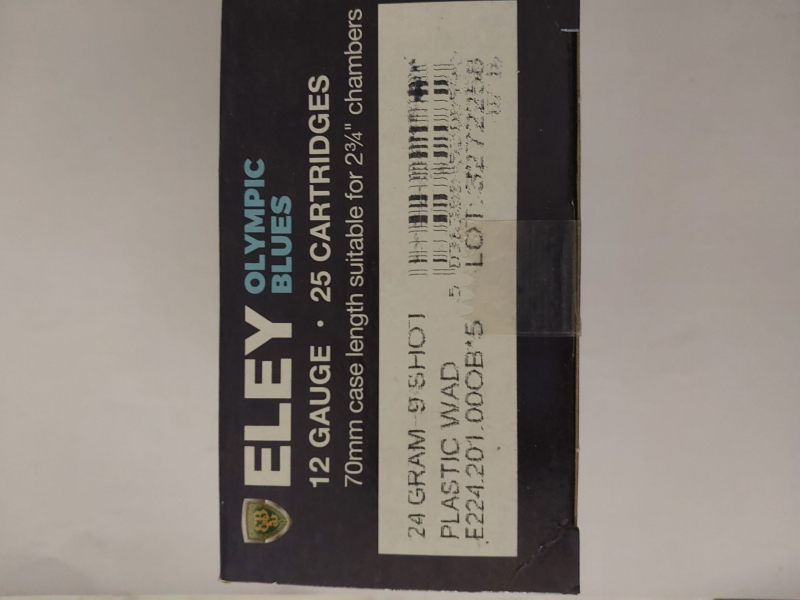 ELEY OLYMPIC BLUES
12 GAUGE · 25 CARTRIDGES
70mm case length suitable for 2¾" chambers
24 GRAM 9 SHOT
PLASTIC WAD
E224.201.00OB*5
LOT: